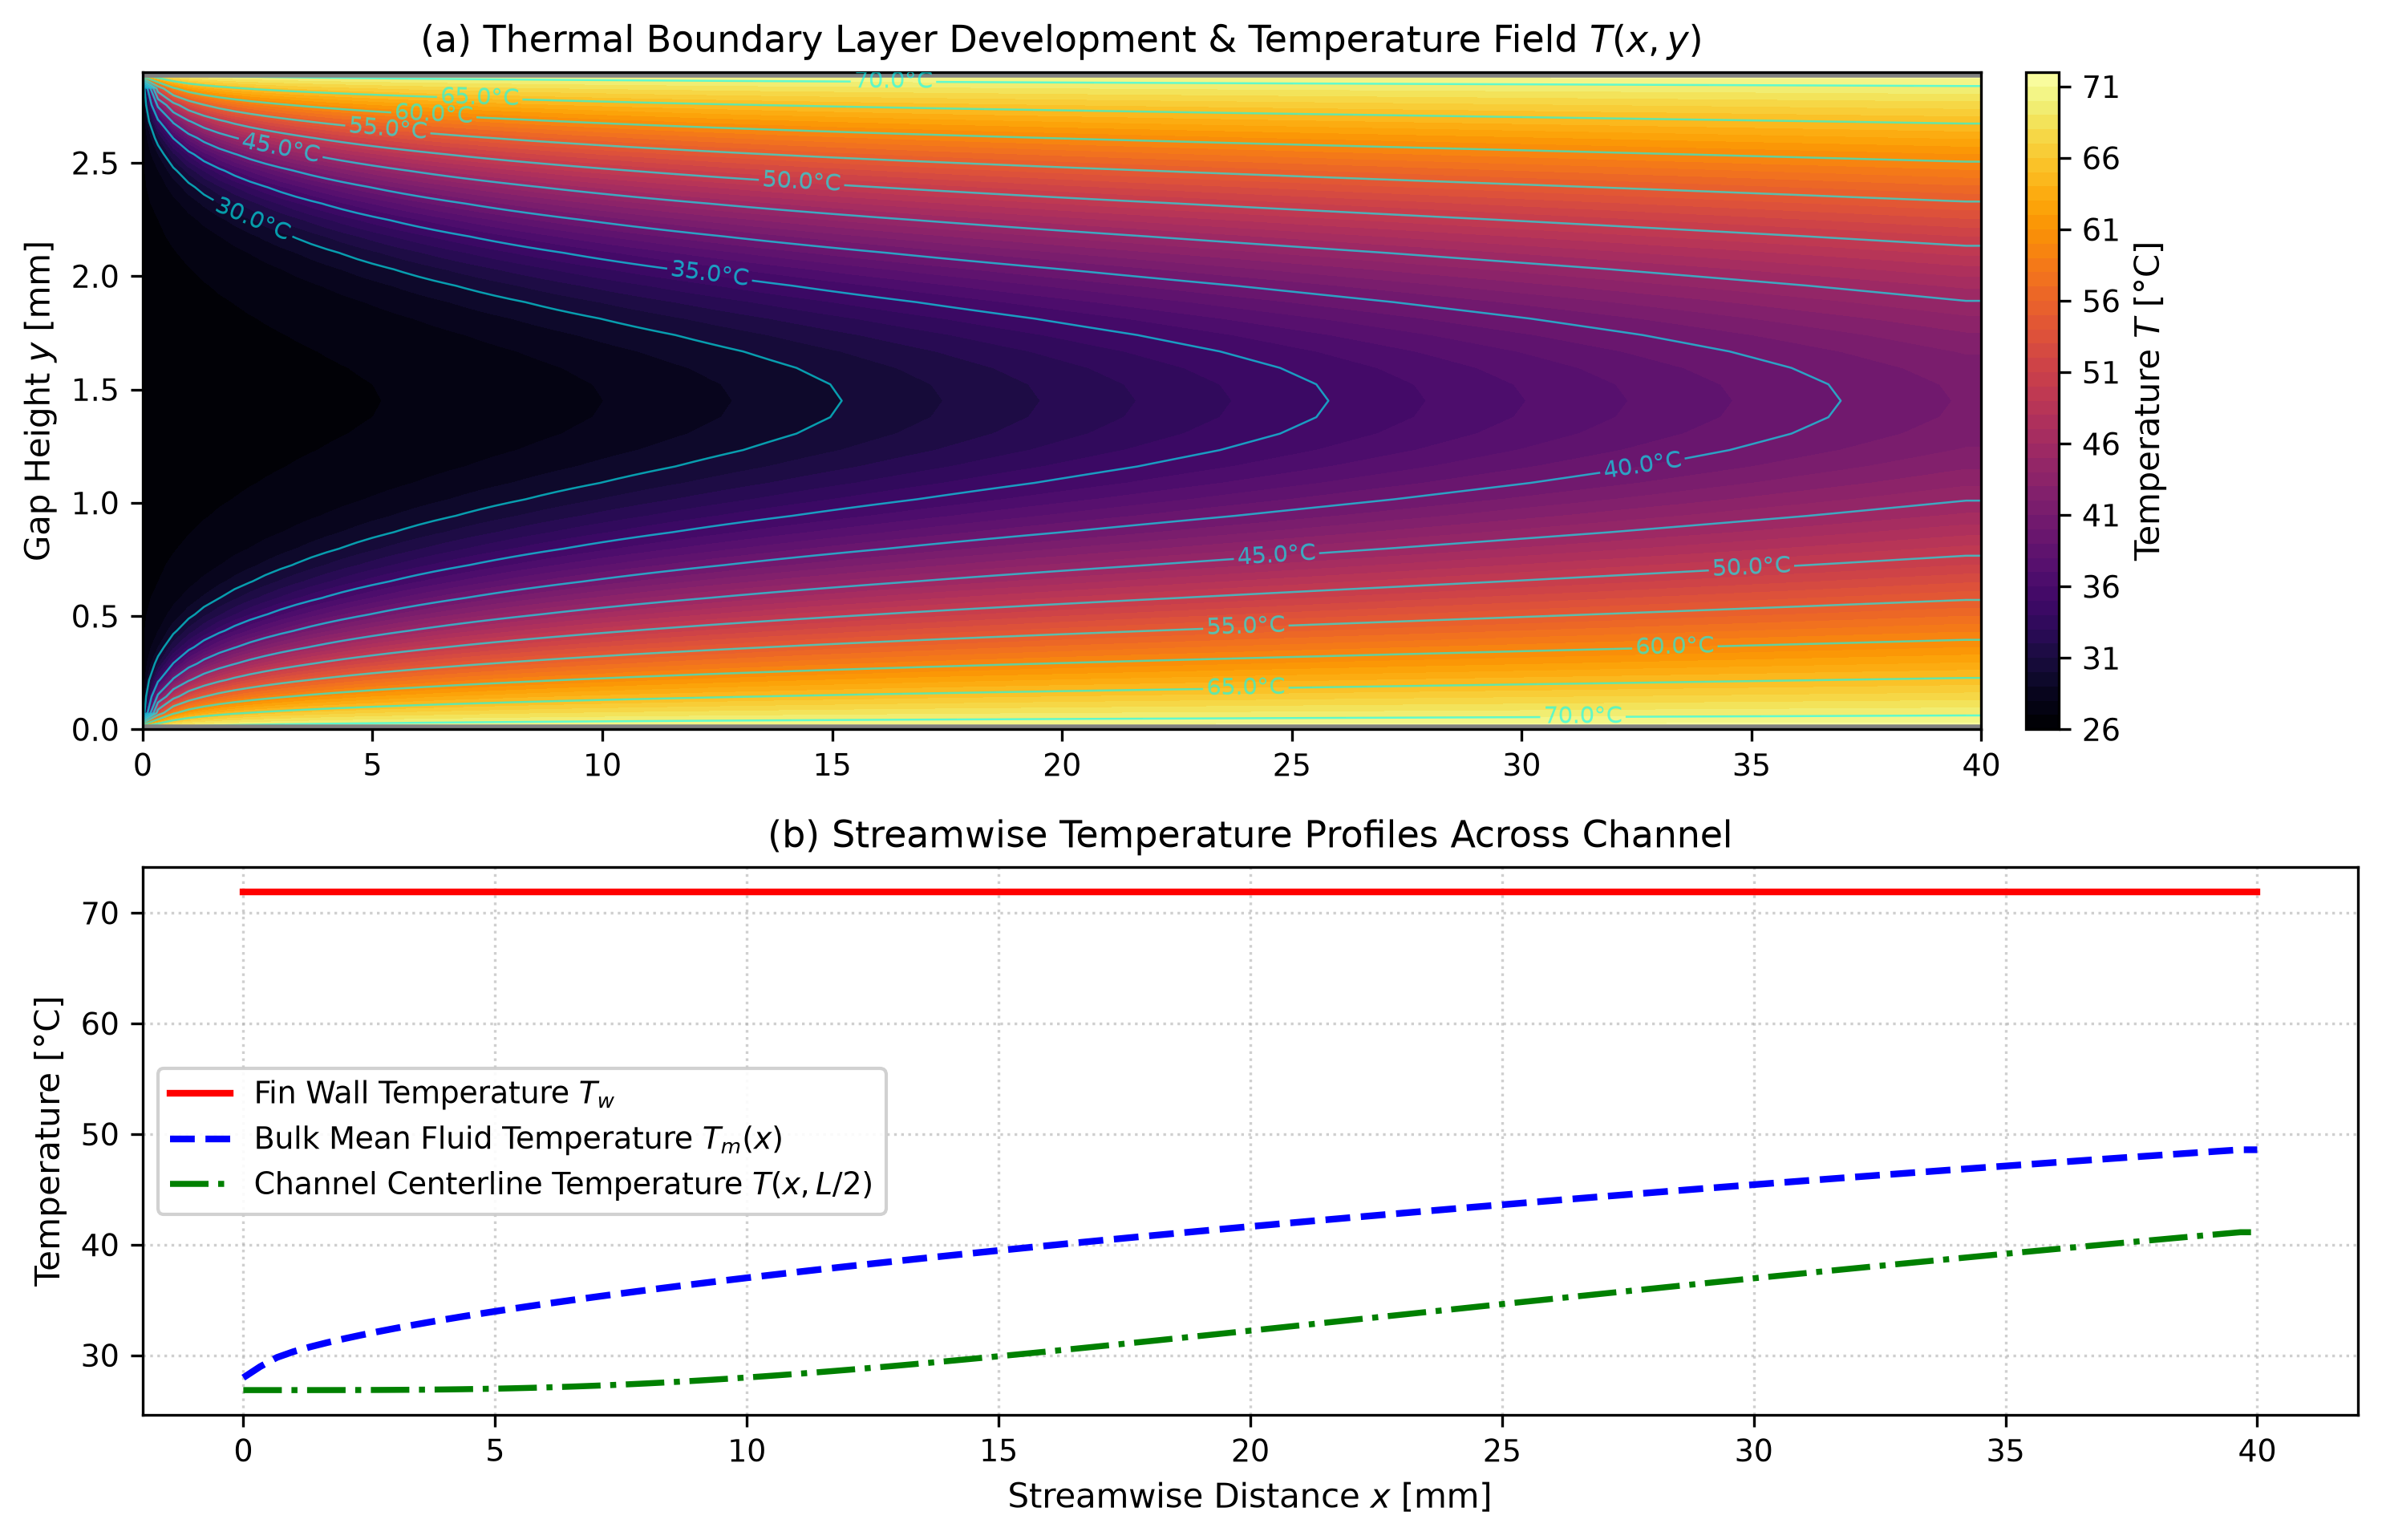 (a) Thermal Boundary Layer Development & Temperature Field T(x, y)
70.0°C
65.0°C
60.0°C
55.0°C
45.0°C
50.0°C
30.0°C
35.0°C
40.0°C
45.0°C
50.0°C
55.0°C
60.0°C
65.0°C
70.0°C
Gap Height y [mm]
2.5
2.0
1.5
1.0
0.5
0.0
0 5 10 15 20 25 30 35 40
71
66
61
56
51
46
41
36
31
26
Temperature T [°C]
(b) Streamwise Temperature Profiles Across Channel
Temperature [°C]
70
60
50
40
30
Fin Wall Temperature T_w
Bulk Mean Fluid Temperature T_m(x)
Channel Centerline Temperature T(x, L/2)
0 5 10 15 20 25 30 35 40
Streamwise Distance x [mm]